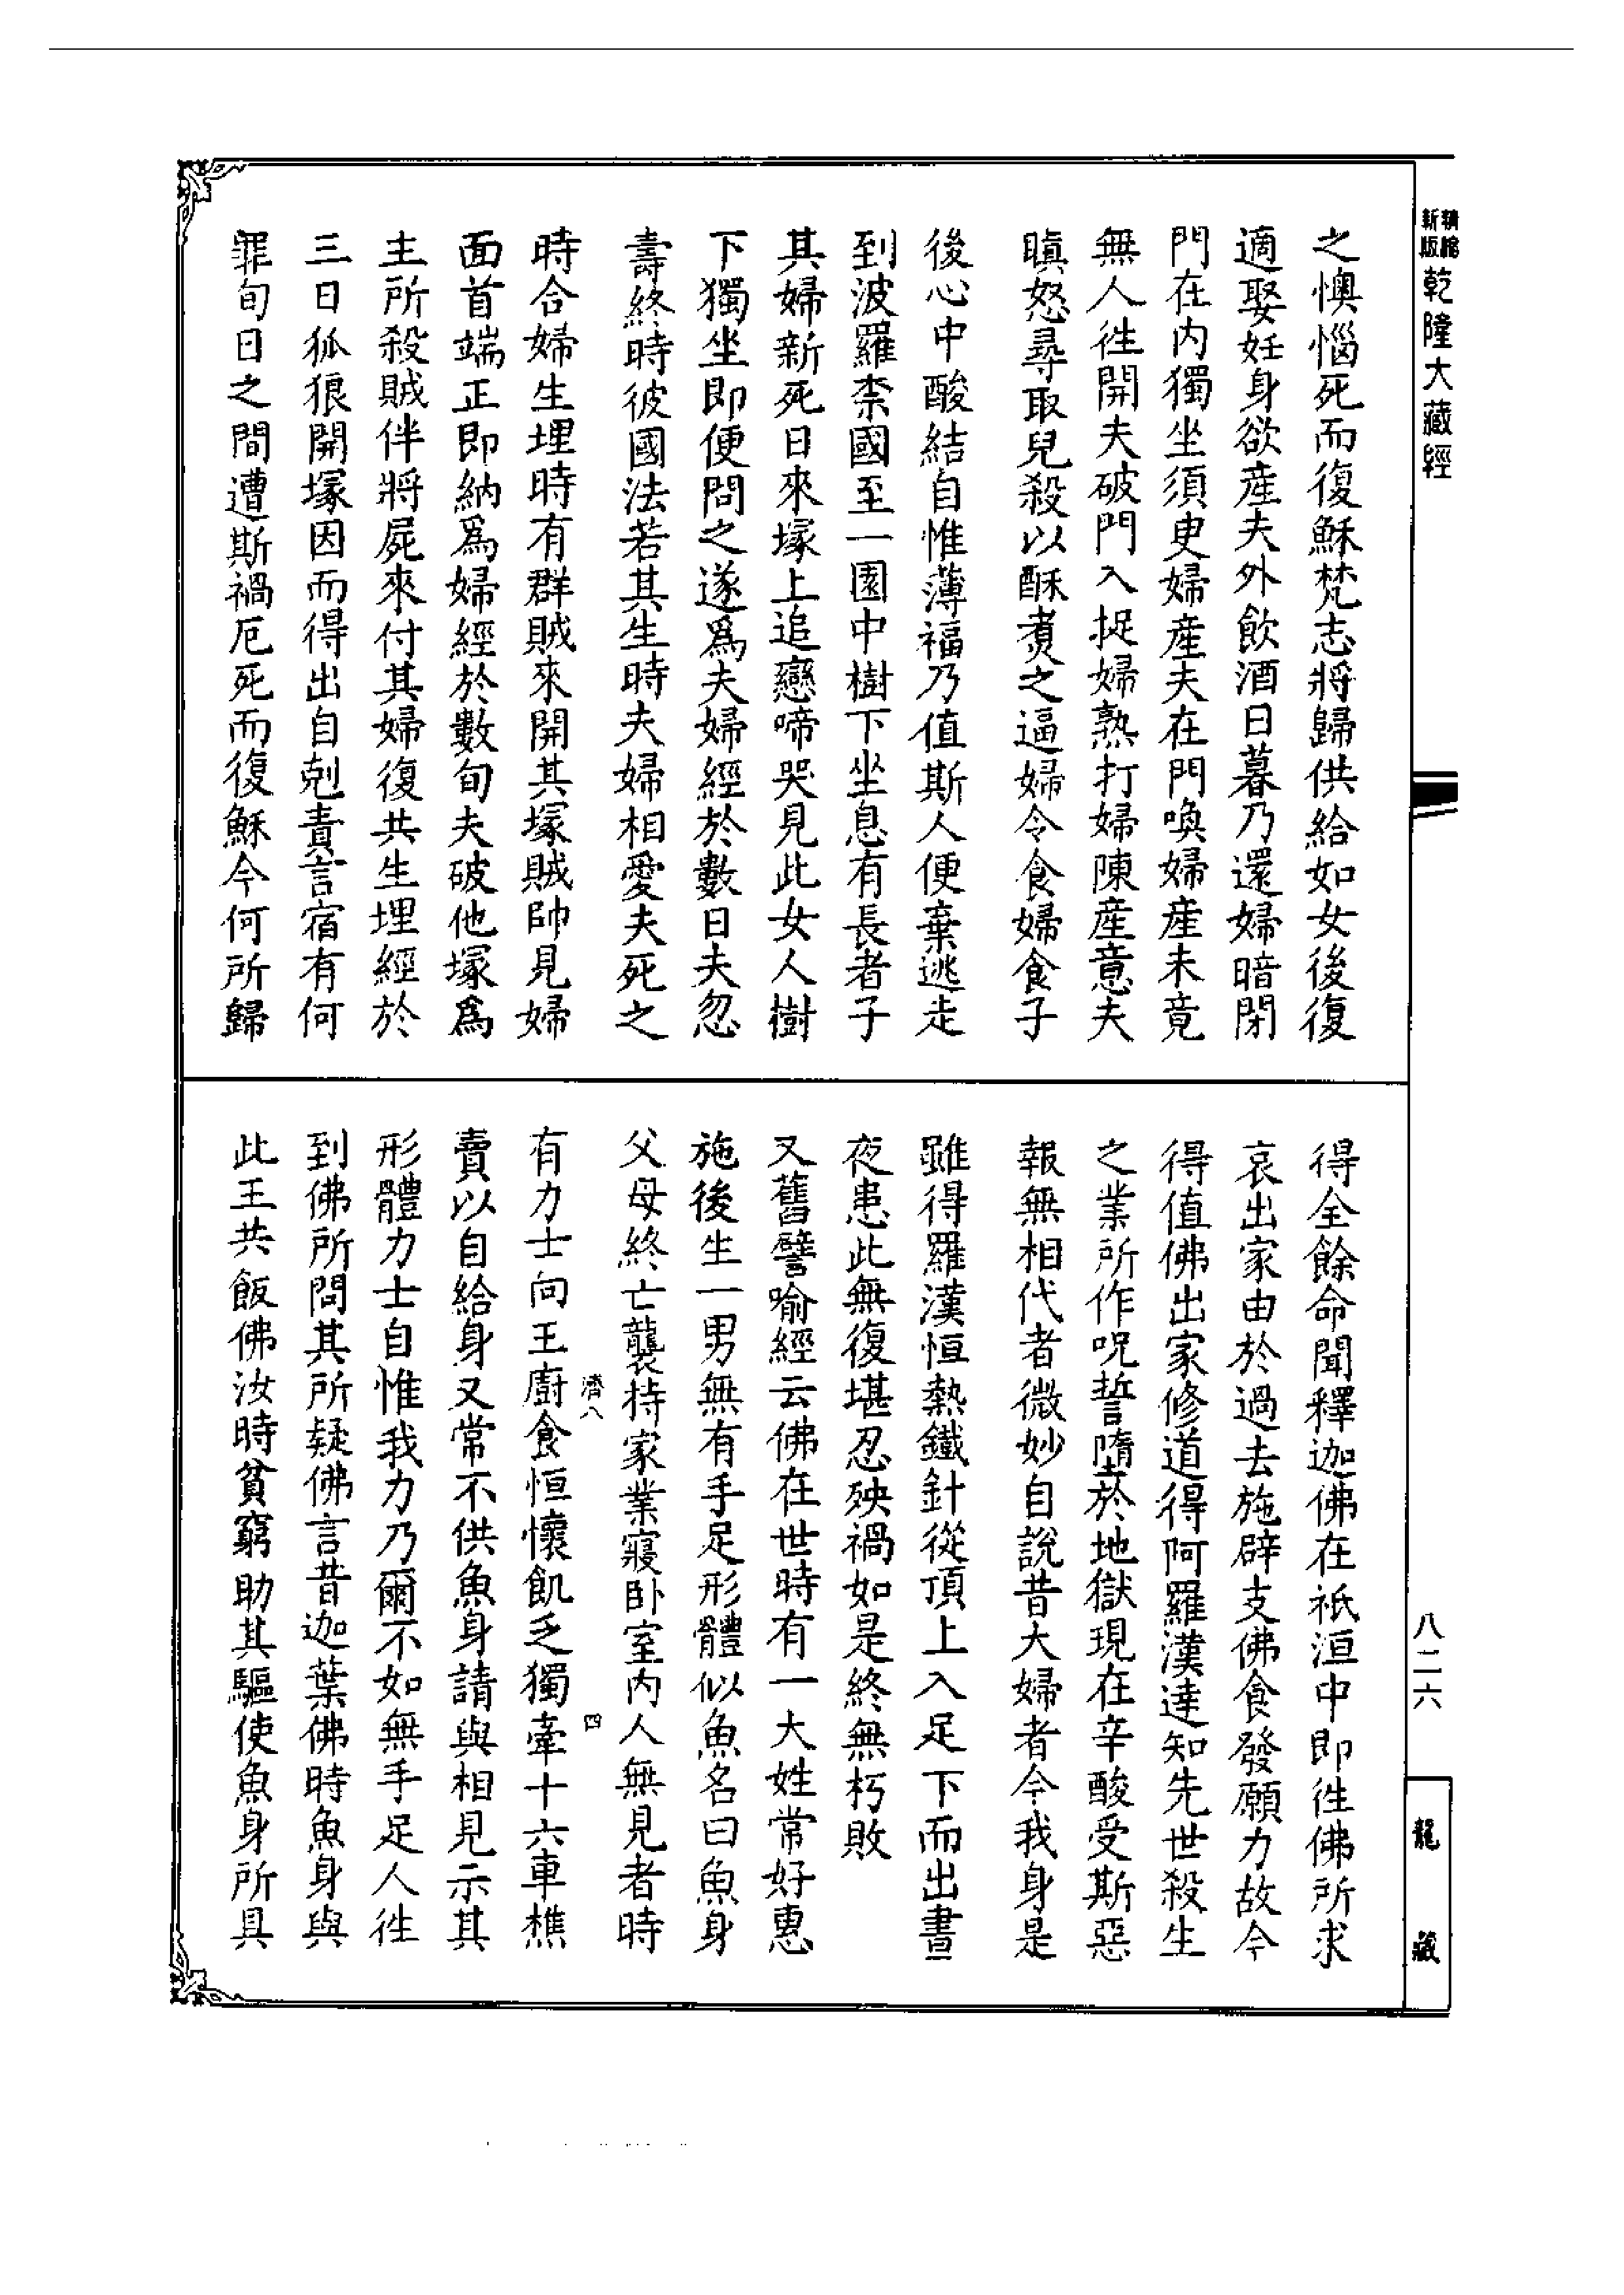 新版 精縮 乾隆大藏經
之懊惱死而復穌梵志將歸供給如女後復
適娶妊身欲産夫外飲酒日暮乃還婦暗閉
門在内獨坐須臾婦產夫在門喚婦產未竟
無人往開夫破門入捉婦熟打婦陳産意夫
瞋怒尋取兒殺以酥煑之逼婦令食婦食子
後心中酸結自惟薄福乃值斯人便棄逃走
到波羅柰國至一園中樹下坐息有長者子
其婦新死日來塚上追戀啼哭見此女人樹
下獨坐即便問之遂爲夫婦經於數日夫忽
壽終時彼國法若其生時夫婦相愛夫死之
時合婦生埋時有群賊來開其塚賊帥見婦
面首端正即納爲婦經於數旬夫破他塚爲
主所殺賊伴將屍來付其婦復共生埋經於
三日狐狼開塚因而得出自剋責言宿有何
罪旬日之間遭斯禍厄死而復穌今何所歸
得全餘命聞釋迦佛在祇洹中即往佛所求
哀出家由於過去施辟支佛食發願力故今
得值佛出家修道得阿羅漢達知先世殺生
之業所作呪誓墮於地獄現在辛酸受斯惡
報無相代者微妙自說昔大婦者今我身是
雖得羅漢恒熱鐵針從頂上入足下而出晝
夜患此無復堪忍殃禍如是終無朽敗
又舊譬喻經云佛在世時有一大姓常好惠
施後生一男無有手足形體似魚名曰魚身
父母終亡襲持家業寢卧室内人無見者時
濟八 四
有力士向王廚食恒懷飢乏獨牽十六車樵
賣以自給身又常不供魚身請與相見示其
形體力士自惟我力乃爾不如無手足人往
到佛所問其所疑佛言昔迦葉佛時魚身與
此王共飯佛汝時貧窮助其驅使魚身所具
八二六
龍藏